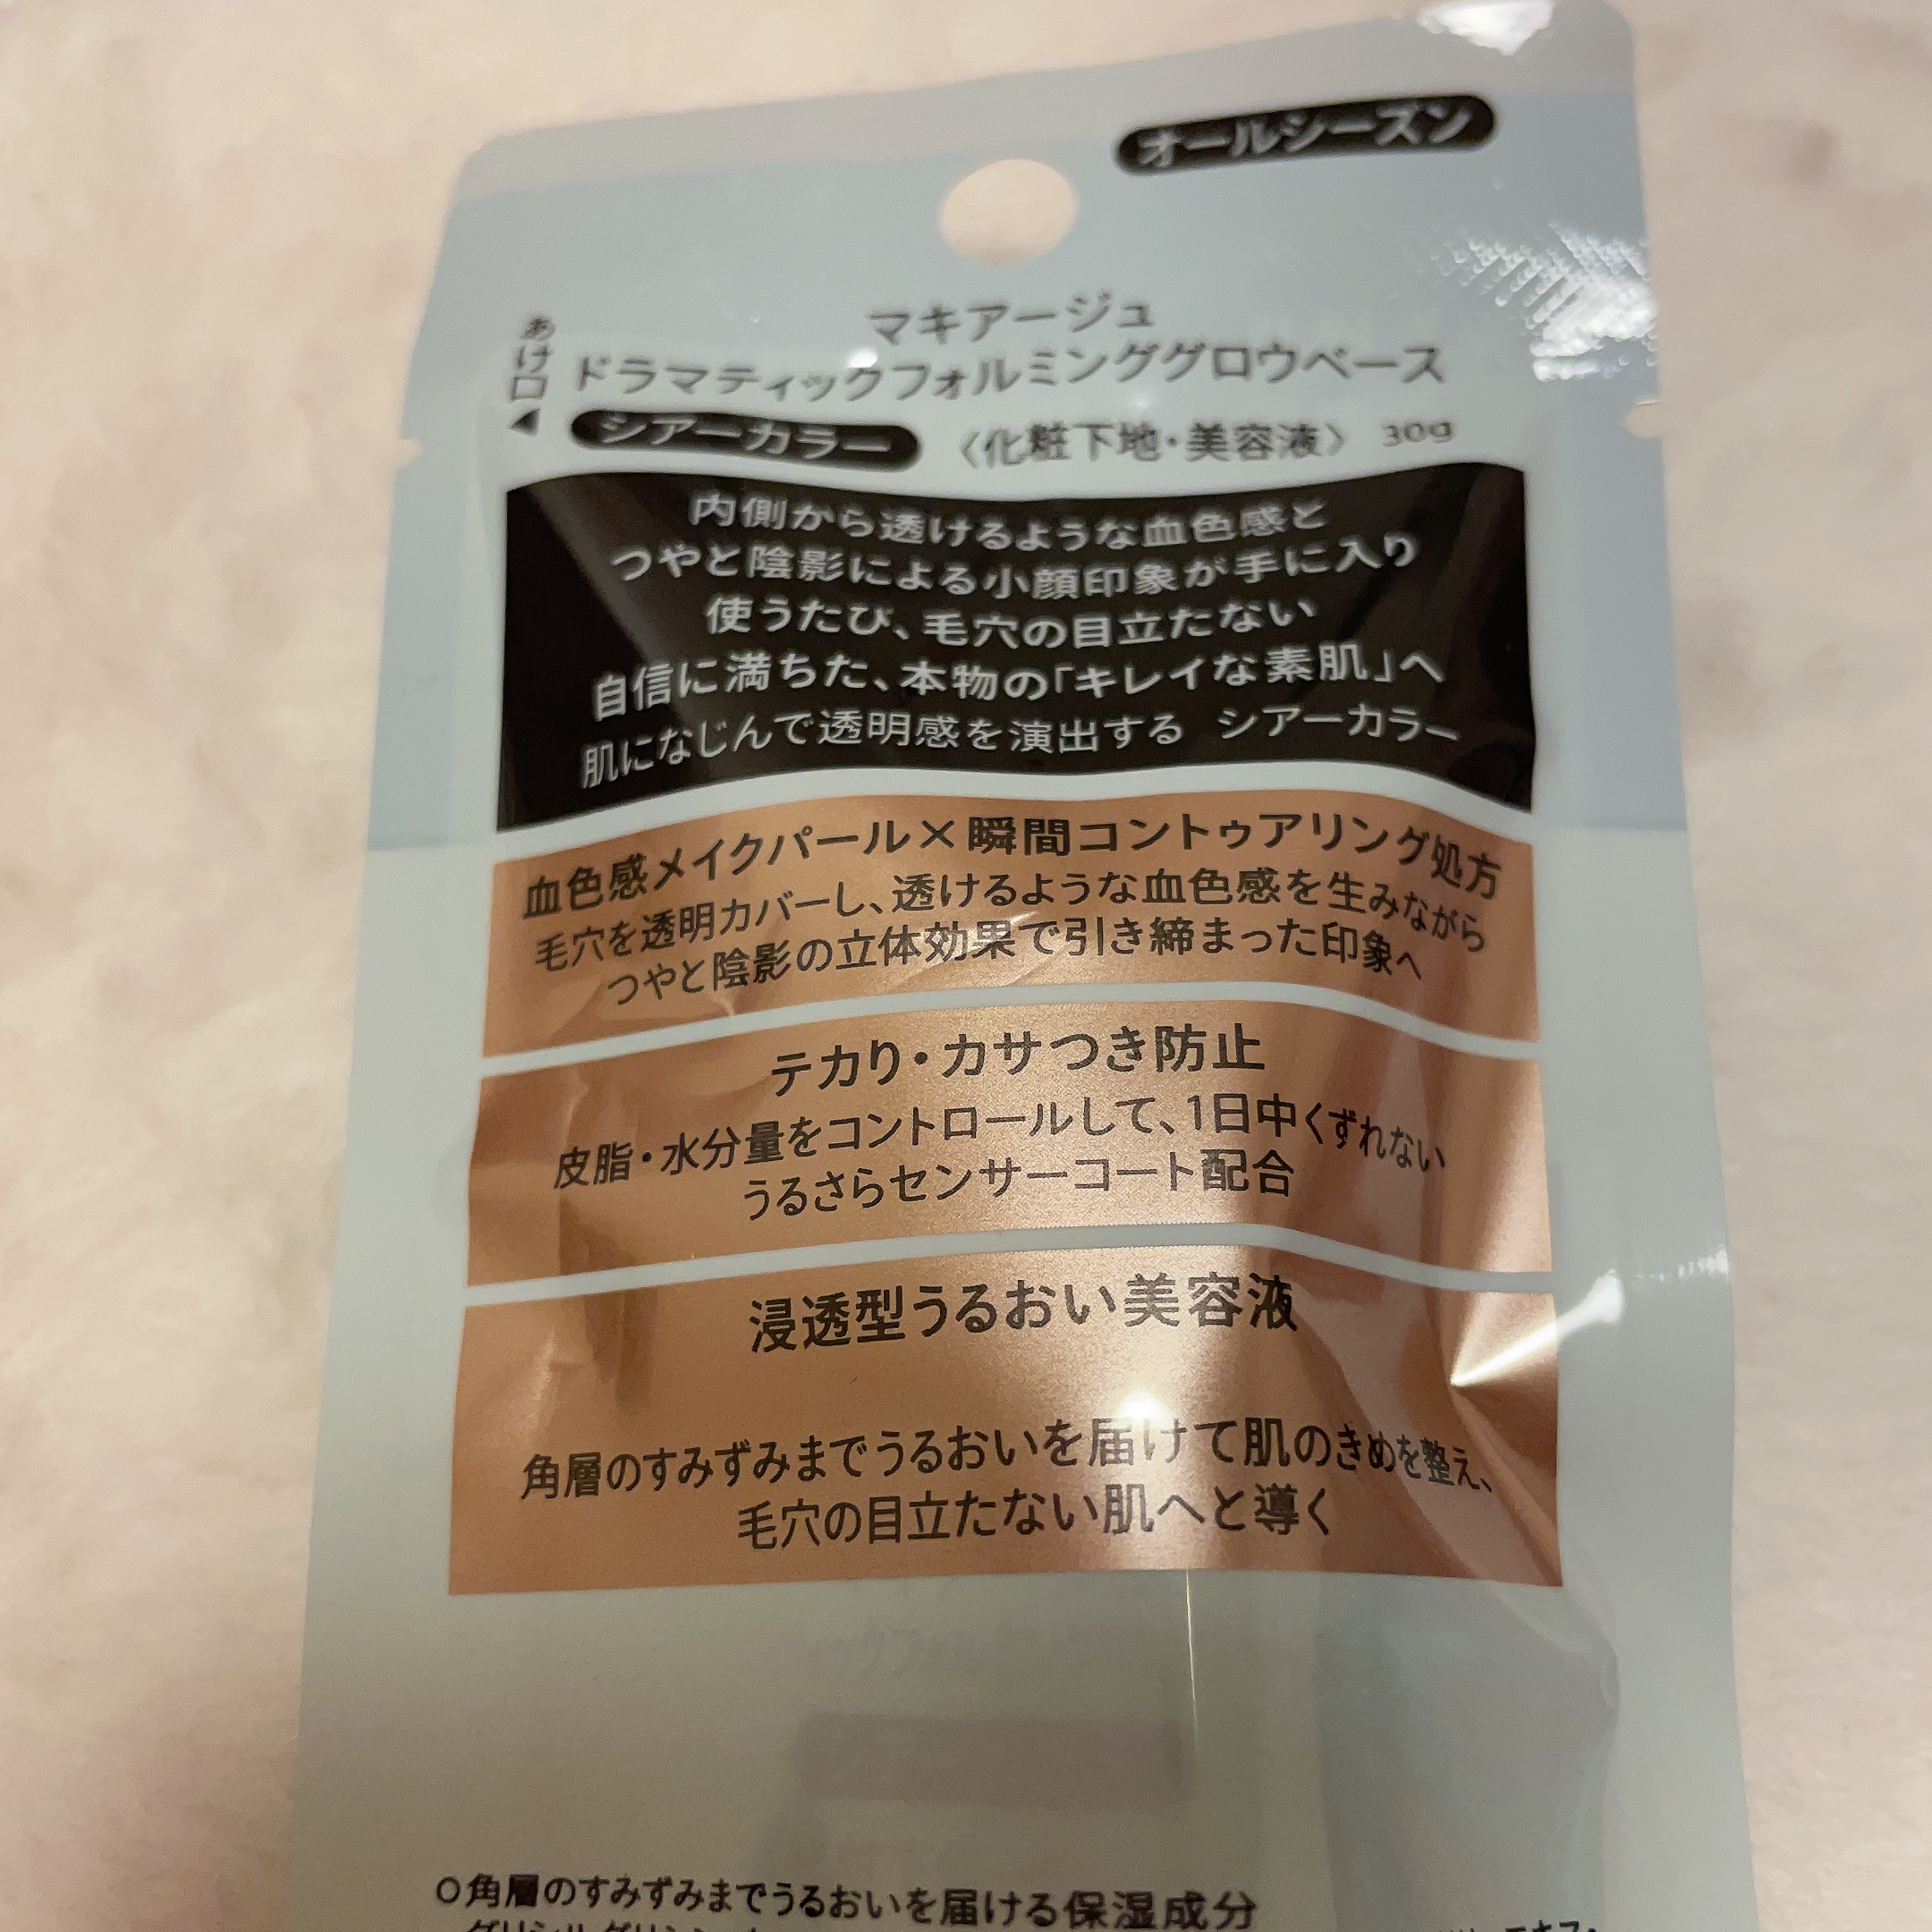 オールシーズン
あけ口◀
マキアージュ
ドラマティックフォルミンググロウベース
シアーカラー 〈化粧下地・美容液〉 30g
内側から透けるような血色感と
つやと陰影による小顔印象が手に入り
使うたび、毛穴の目立たない
自信に満ちた、本物の「キレイな素肌」へ
肌になじんで透明感を演出する シアーカラー
血色感メイクパール×瞬間コントゥアリング処方
毛穴を透明カバーし、透けるような血色感を生みながら
つやと陰影の立体効果で引き締まった印象へ
テカリ・カサつき防止
皮脂・水分量をコントロールして、1日中くずれない
うるさらセンサーコート配合
浸透型うるおい美容液
角層のすみずみまでうるおいを届けて肌のきめを整え、
毛穴の目立たない肌へと導く
○角層のすみずみまでうるおいを届ける保湿成分